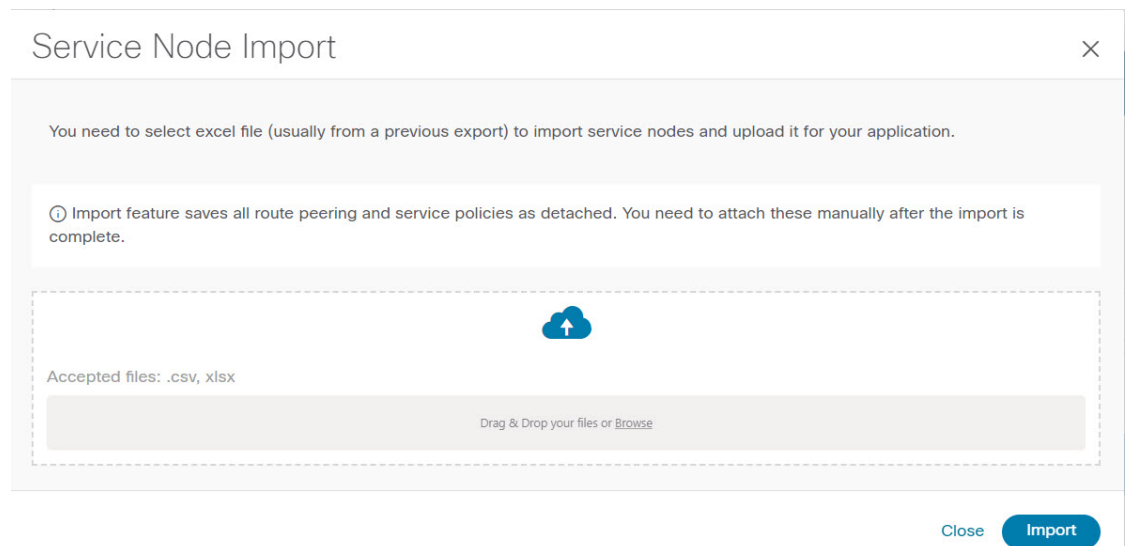 Service Node Import
You need to select excel file (usually from a previous export) to import service nodes and upload it for your application.
Import feature saves all route peering and service policies as detached. You need to attach these manually after the import is
complete.
Accepted files: .csv, xlsx
Drag & Drop your files or Browse
Close Import